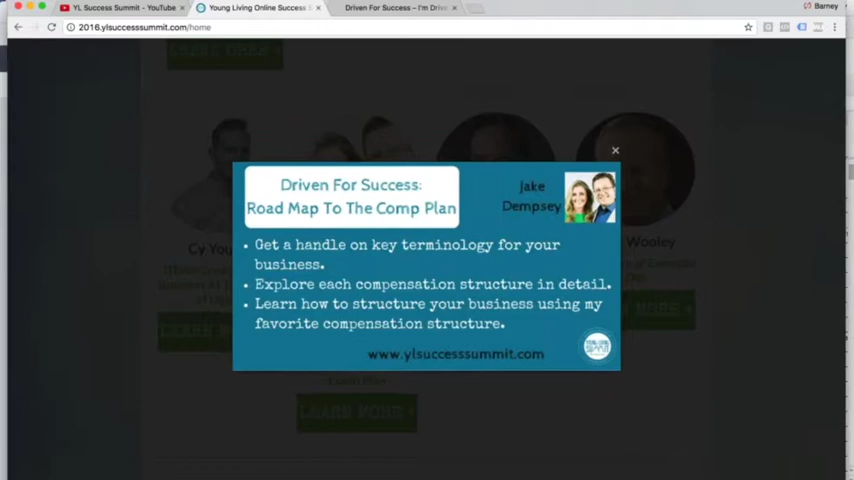 YL Success Summit - YouTube
Young Living Online Success S
Driven For Success – I'm Drive
Barney
2016.ylsuccesssummit.com/home
Driven For Success:
Road Map To The Comp Plan
Jake
Dempsey
• Get a handle on key terminology for your
business.
• Explore each compensation structure in detail.
• Learn how to structure your business using my
favorite compensation structure.
www.ylsuccesssummit.com
Cy You
Wooley
LEARN MORE +